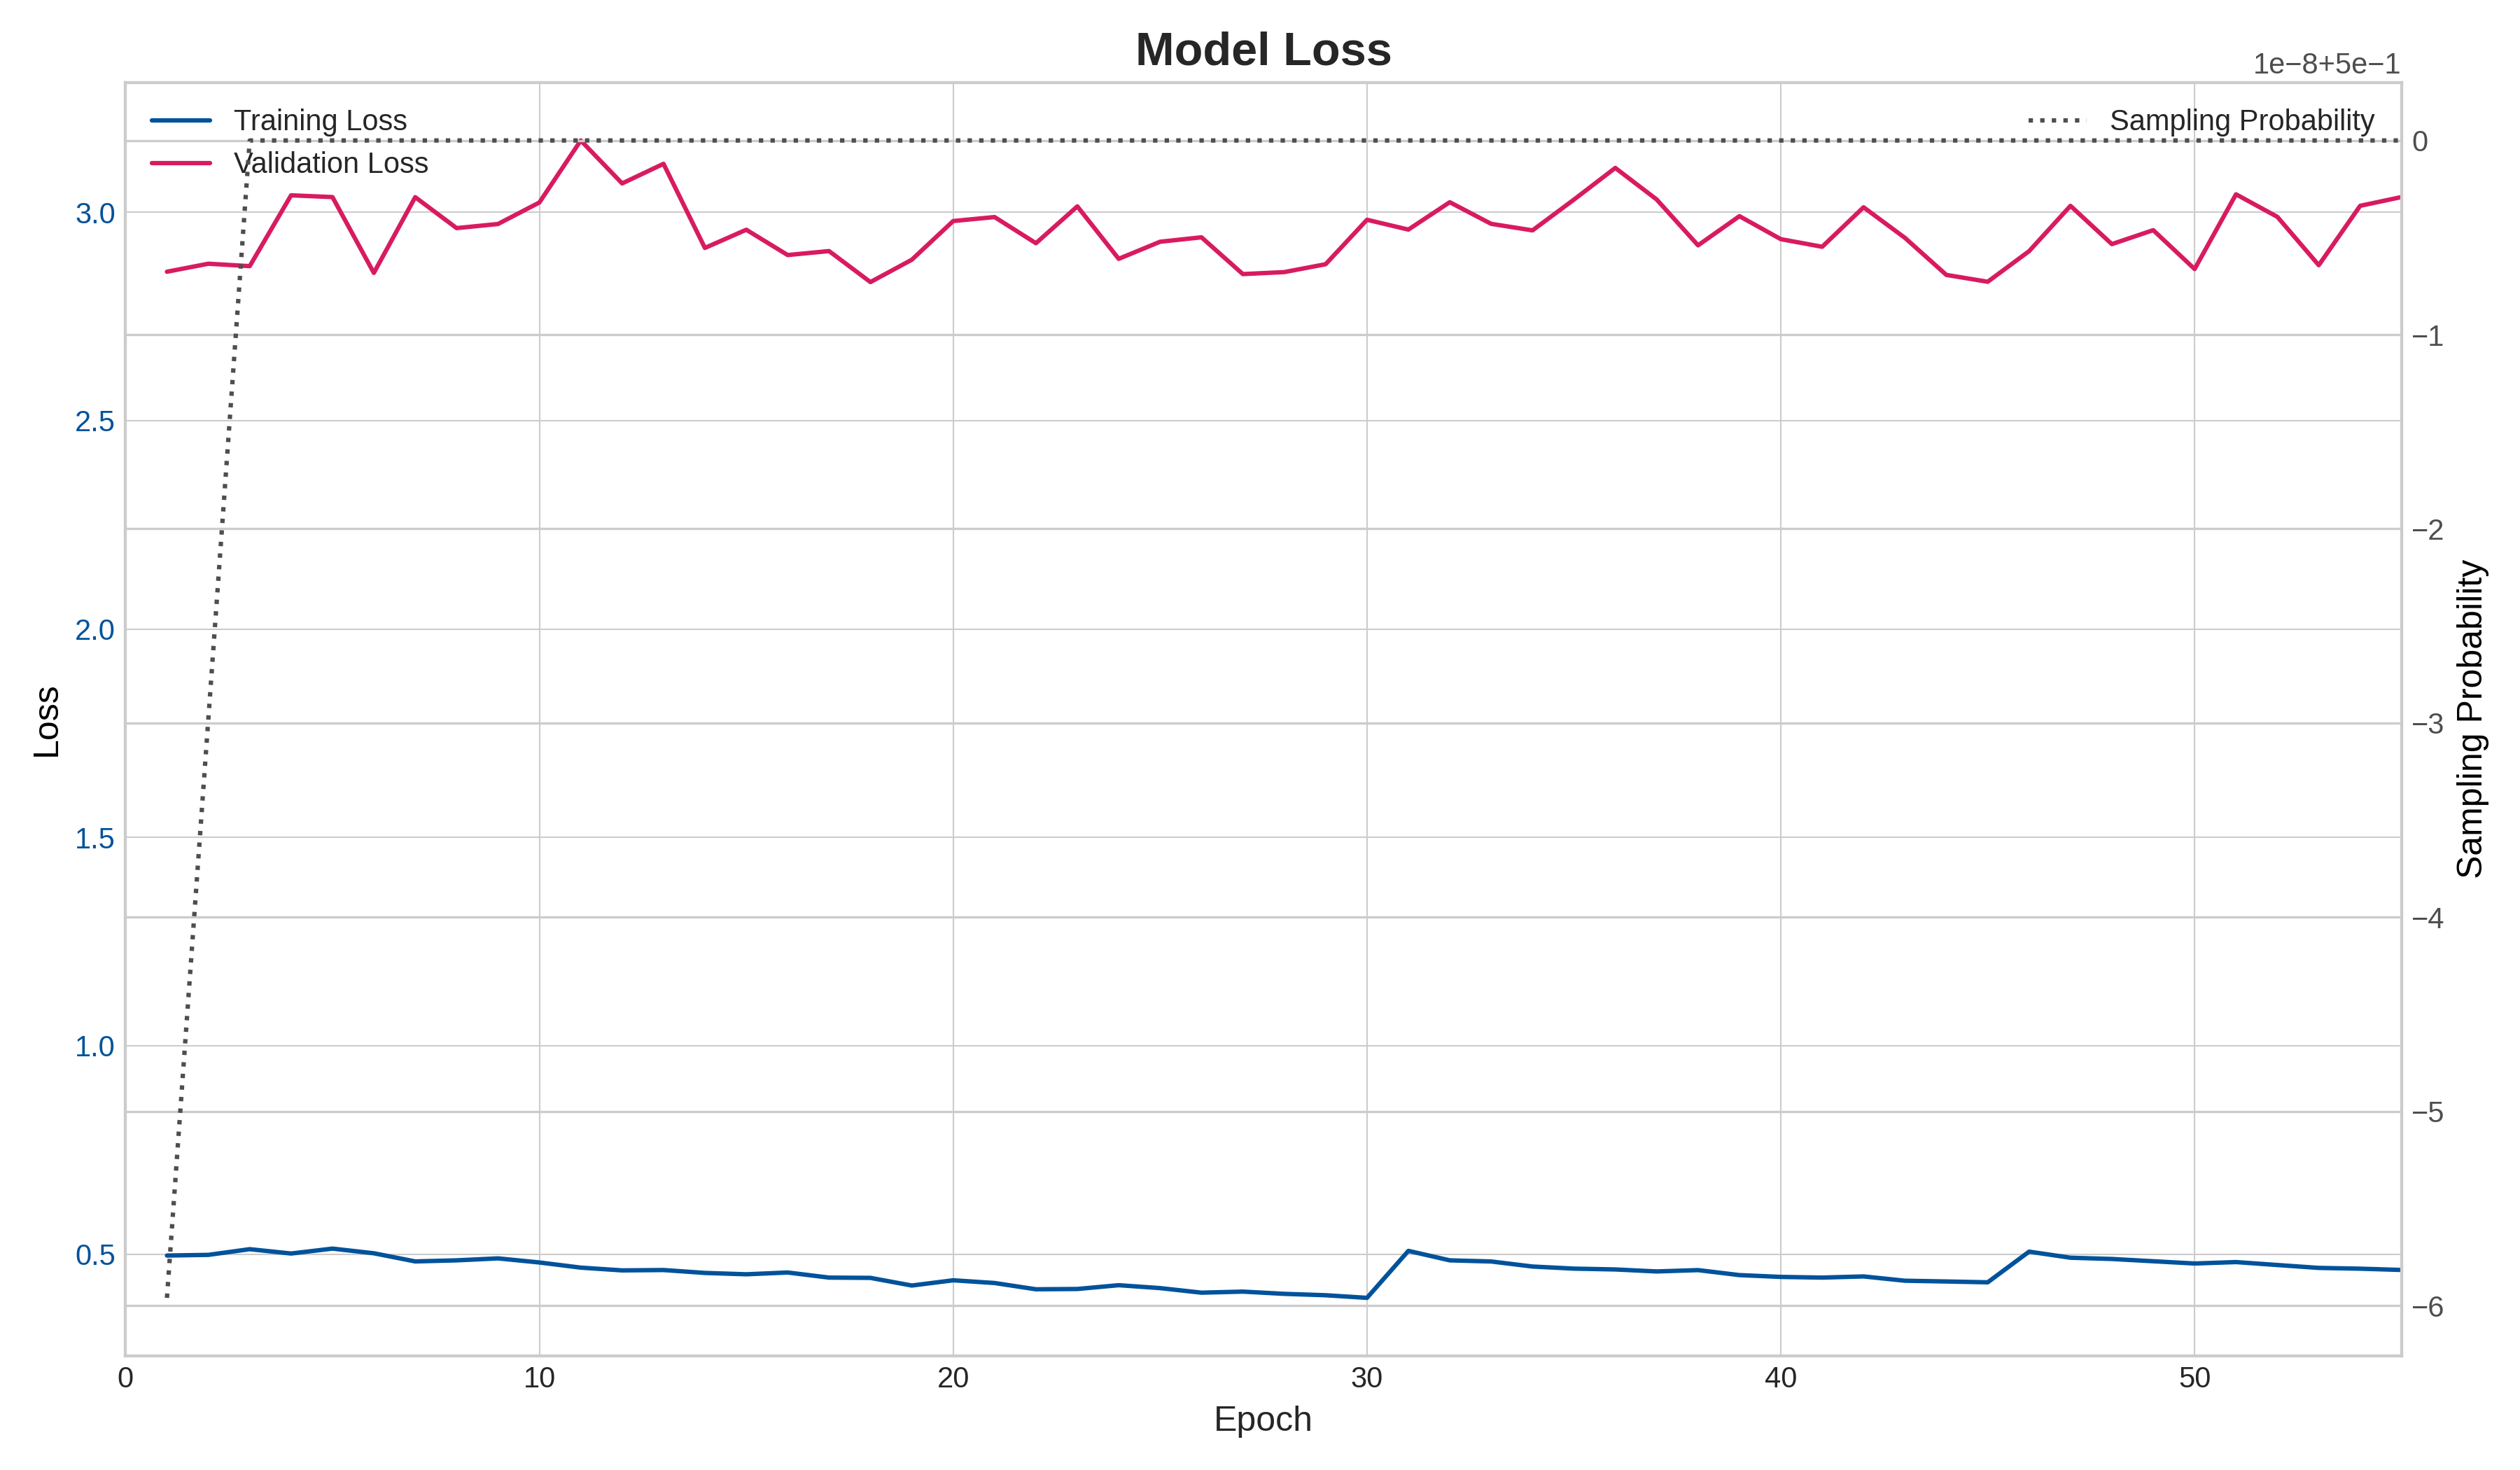 Model Loss
1e−8+5e−1
Training Loss
Validation Loss
Sampling Probability
3.0
2.5
2.0
1.5
1.0
0.5
Loss
0
−1
−2
−3
−4
−5
−6
Sampling Probability
0 10 20 30 40 50
Epoch